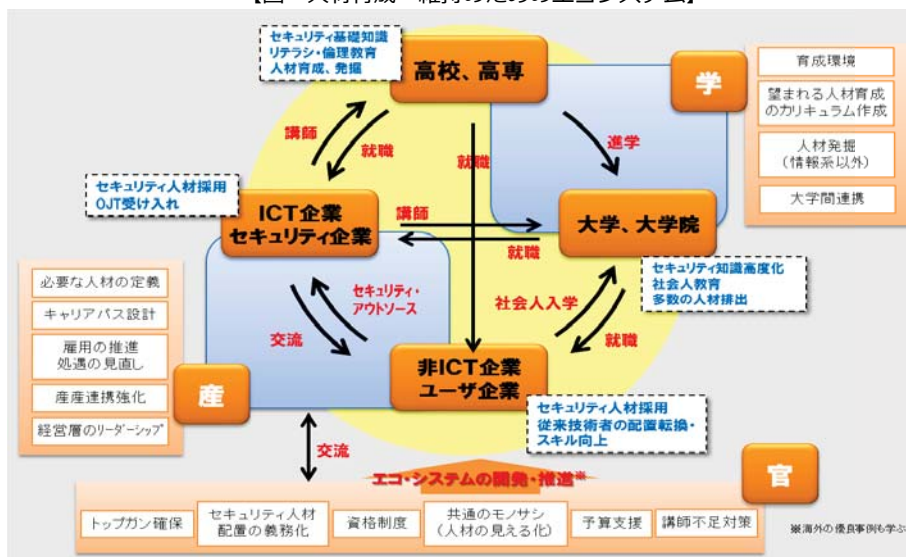 セキュリティ基礎知識
リテラシ・倫理教育
人材育成、発掘
高校、高専
学
育成環境
望まれる人材育成
のカリキュラム作成
人材発掘
(情報系以外)
大学間連携
講師
就職
就職
進学
セキュリティ人材採用
OJT受け入れ
ICT企業
セキュリティ企業
講師
就職
大学、大学院
セキュリティ知識高度化
社会人教育
多数の人材排出
必要な人材の定義
キャリアパス設計
雇用の推進
処遇の見直し
産産連携強化
経営層のリーダーシップ
産
セキュリティ・
アウトソース
交流
社会人入学
就職
非ICT企業
ユーザ企業
セキュリティ人材採用
従来技術者の配置転換・
スキル向上
交流
エコ・システムの開発・推進※
官
トップガン確保
セキュリティ人材
配置の義務化
資格制度
共通のモノサシ
(人材の見える化)
予算支援
講師不足対策
※海外の優良事例も学ぶ